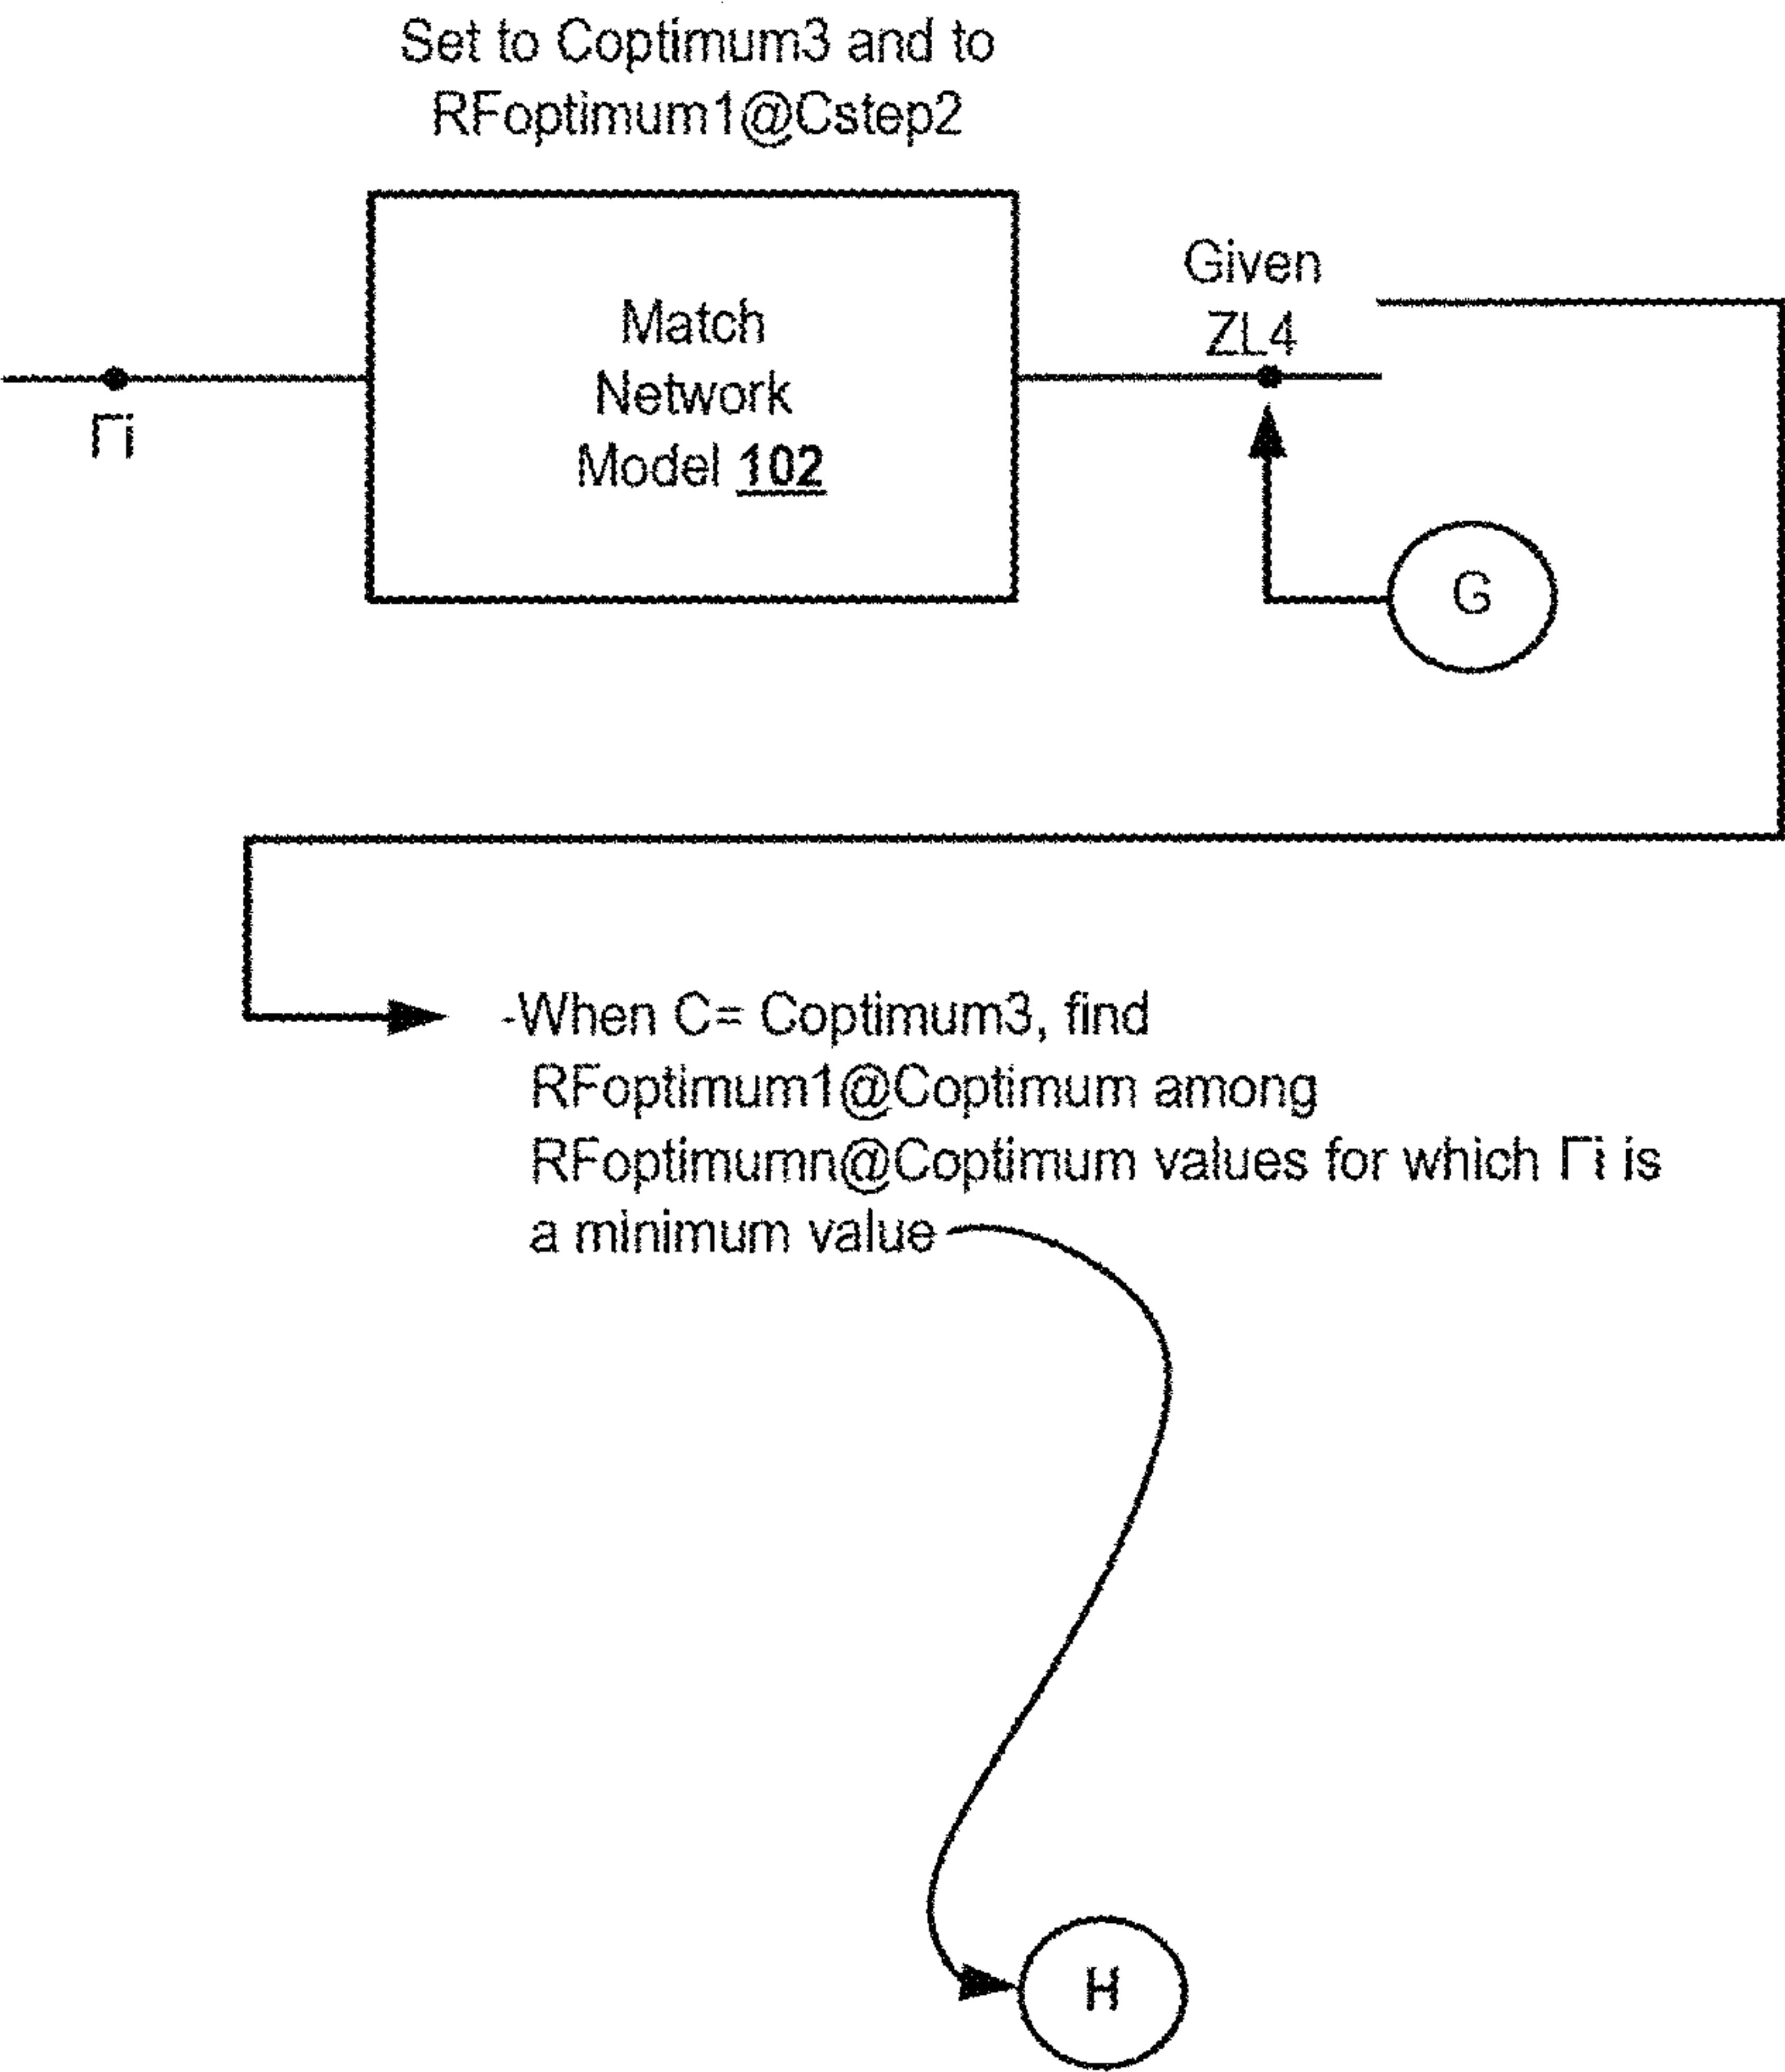 Set to Coptimum3 and to
RFoptimum1@Cstep2
Match
Network
Model 102
Given
ZL4
Γi
G
-When C= Coptimum3, find
RFoptimum1@Coptimum among
RFoptimumn@Coptimum values for which Γi is
a minimum value
H